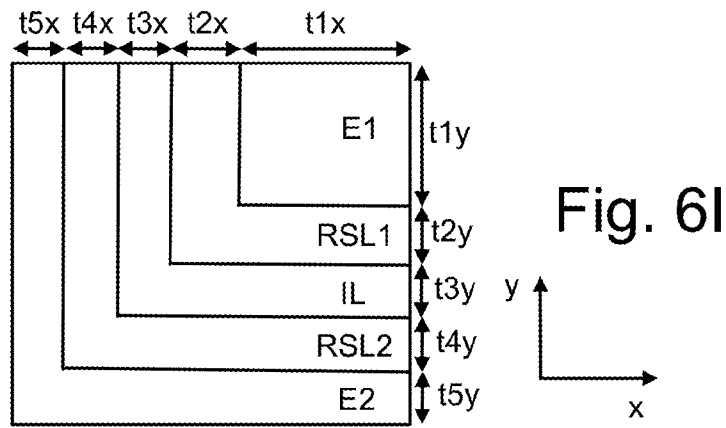 t5x t4x t3x t2x t1x
E1
t1y
RSL1
t2y
IL
t3y
RSL2
t4y
E2
t5y
Fig. 6I
y
x